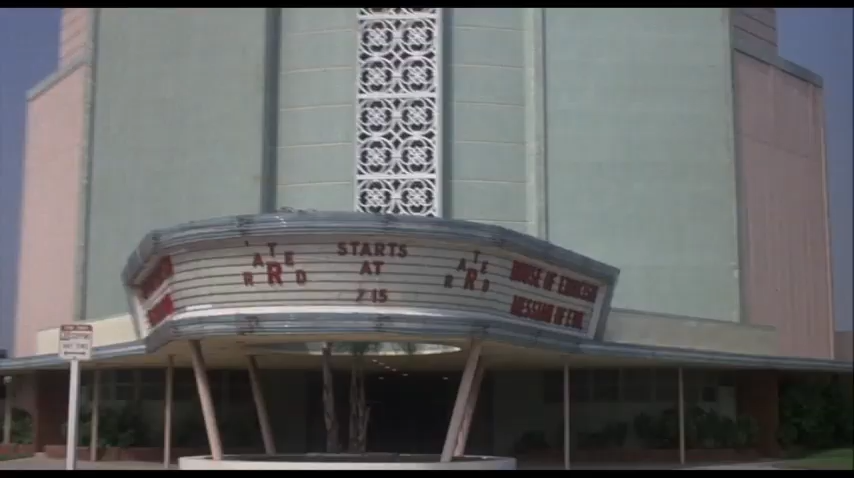 RATED
R
STARTS
AT
7 15
RATED
R
HOUSE OF EXORCISM
MESSIAH OF EVIL